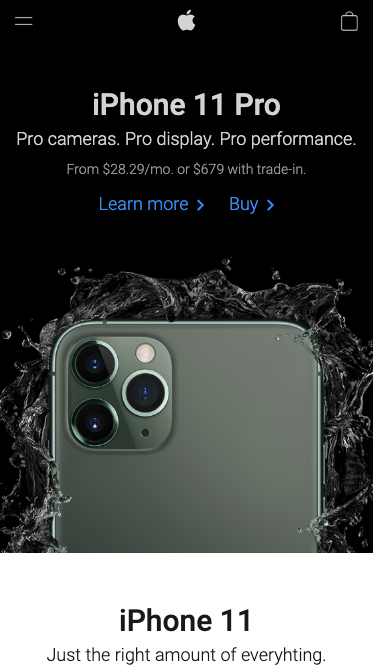 iPhone 11 Pro
Pro cameras. Pro display. Pro performance.
From $28.29/mo. or $679 with trade-in.
Learn more > Buy >
iPhone 11
Just the right amount of everyhting.